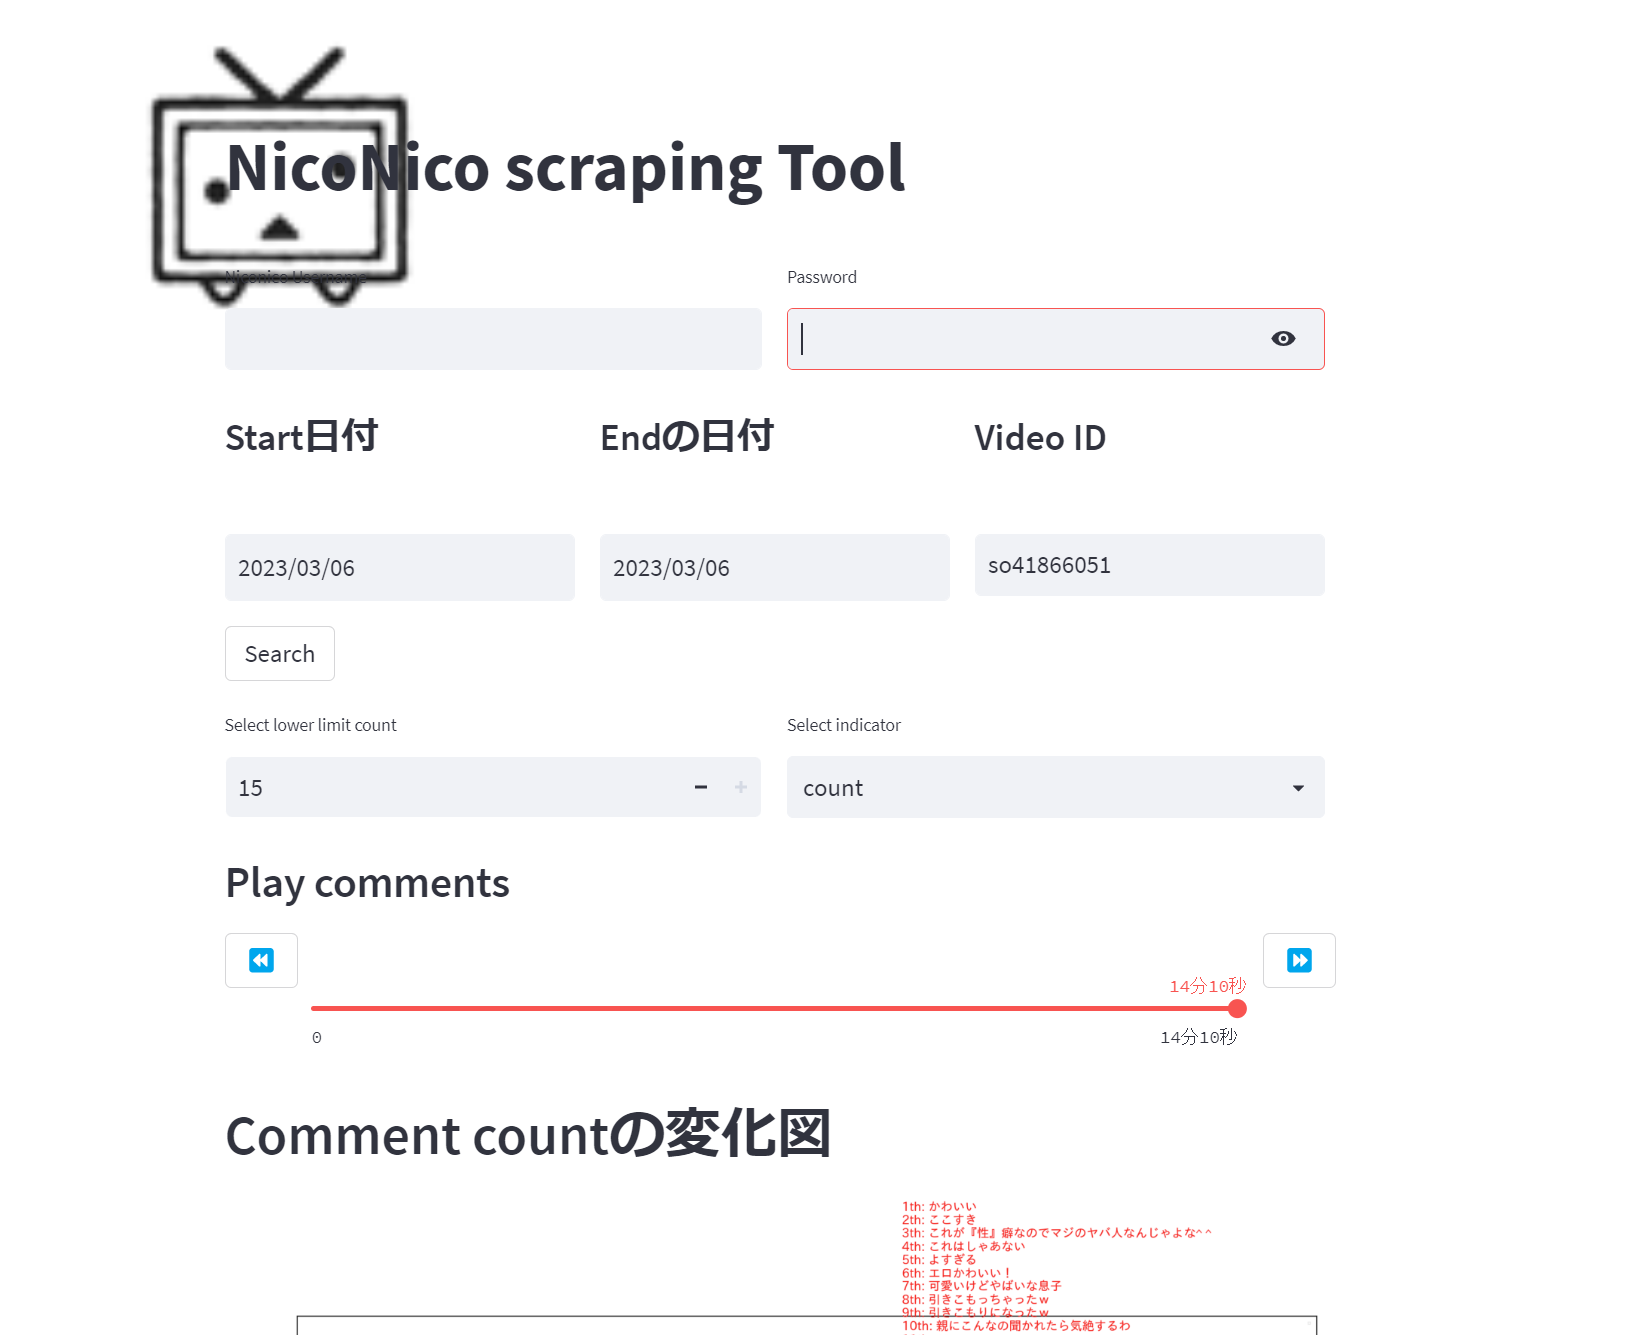 NicoNico scraping Tool
Niconico Username
Password
Start日付
Endの日付
Video ID
2023/03/06
2023/03/06
so41866051
Search
Select lower limit count
Select indicator
15
count
Play comments
14分10秒
0
14分10秒
Comment countの変化図
1th: かわいい
2th: ここすき
3th: これが『性』癖なのでマジのヤバ人なんじゃよな^^
4th: これはしゃあない
5th: よすぎる
6th: エロかわいい！
7th: 可愛いけどやばいな息子
8th: 引きこもっちゃったｗ
9th: 引きこもりになったｗ
10th: 親にこんなの聞かれたら気絶するわ